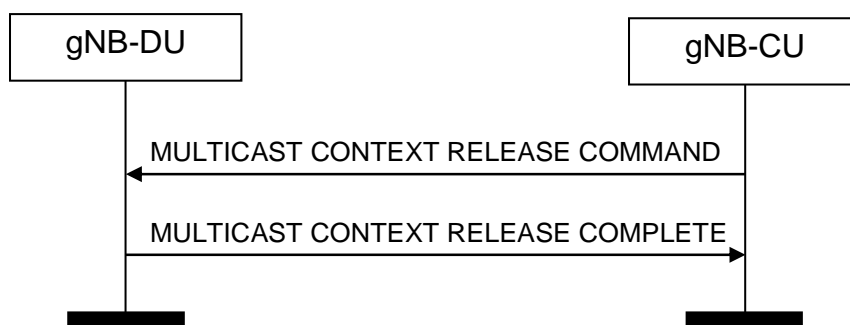 gNB-DU
gNB-CU
MULTICAST CONTEXT RELEASE COMMAND
MULTICAST CONTEXT RELEASE COMPLETE